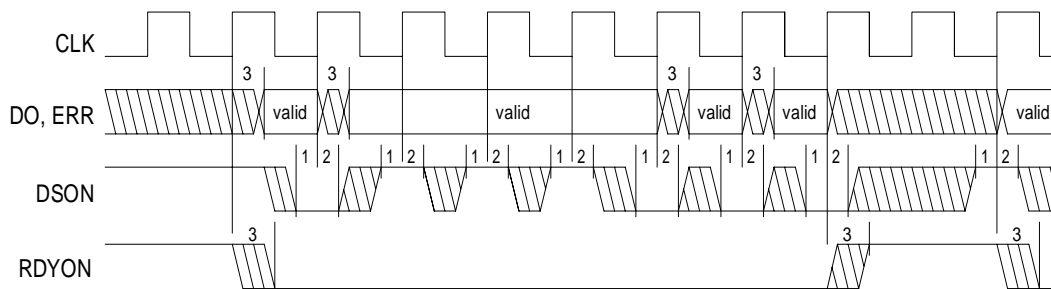 CLK
3 3 3 3
DO, ERR valid valid valid valid valid valid
1 2 1 2 1 2 1 2 1 2 1 2 1 2 1 2
DSON
3 3 3
RDYON